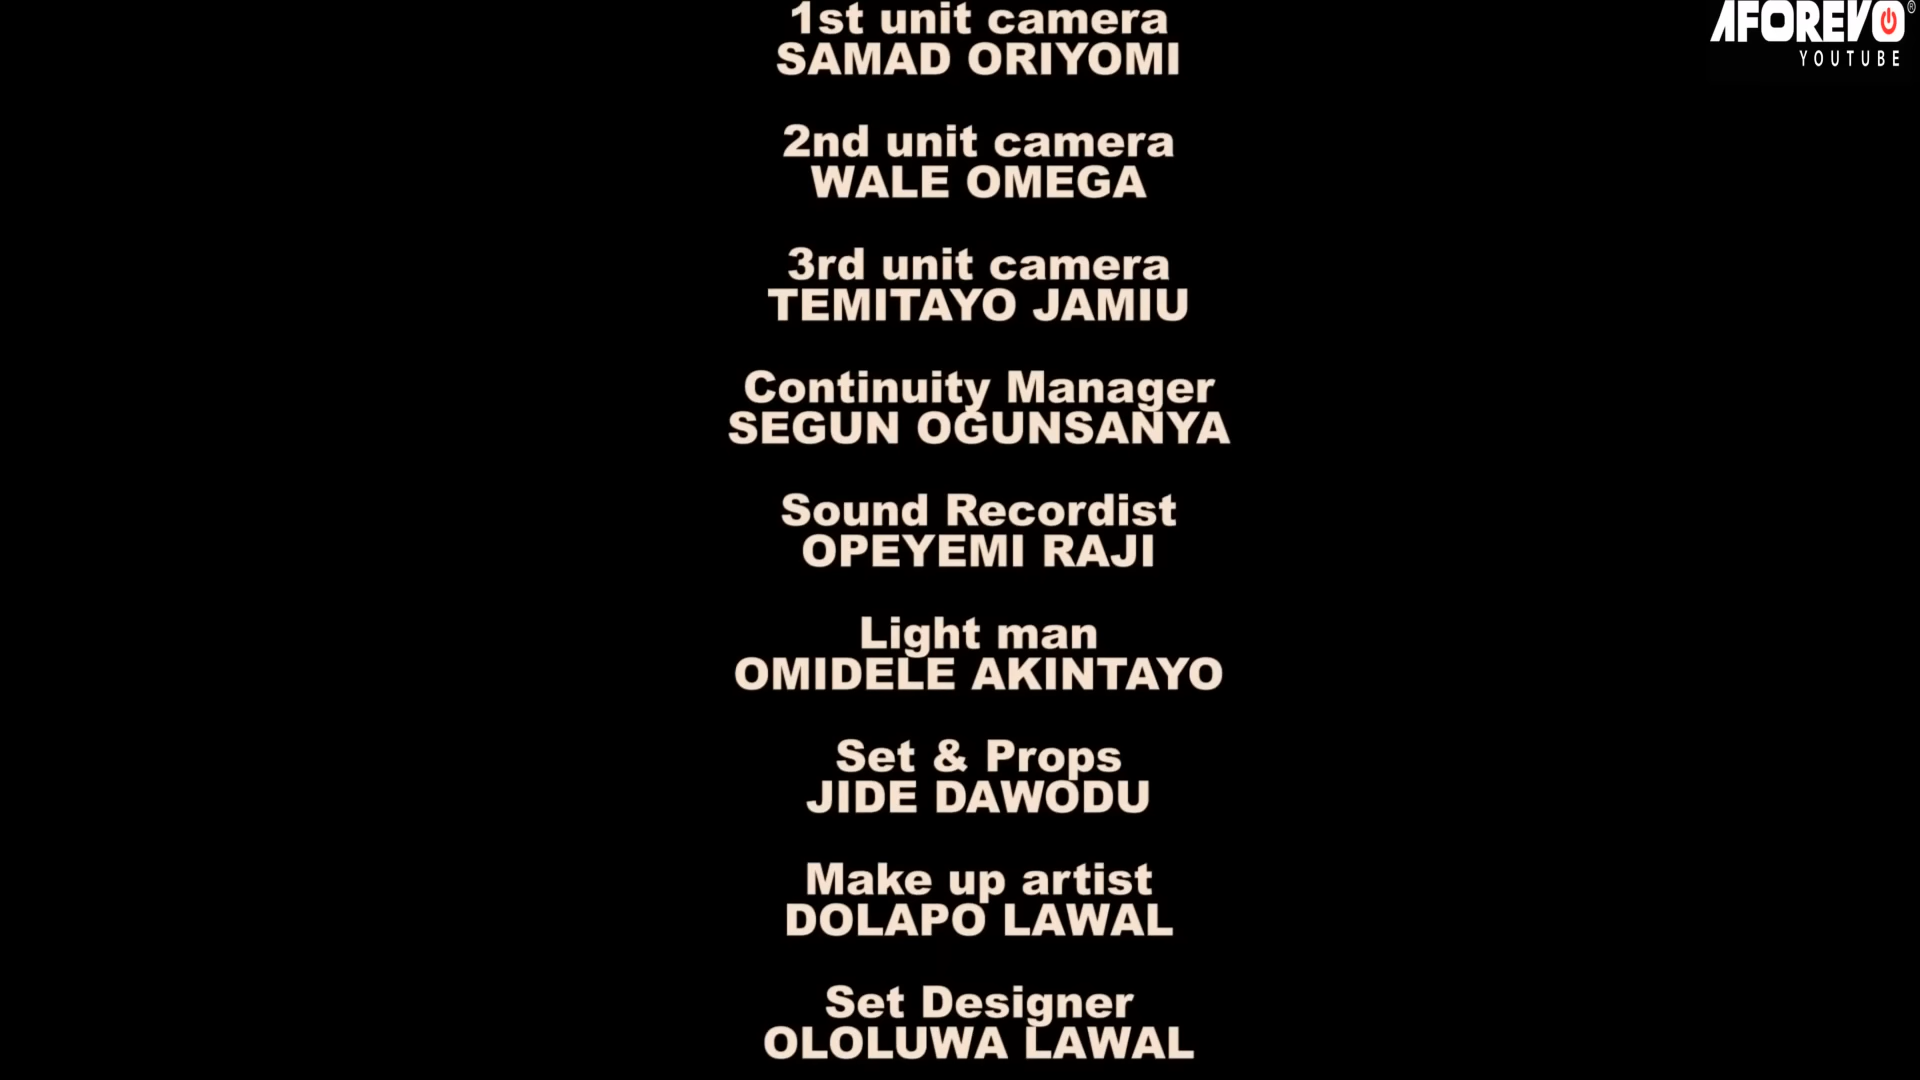 1st unit camera
SAMAD ORIYOMI
2nd unit camera
WALE OMEGA
3rd unit camera
TEMITAYO JAMIU
Continuity Manager
SEGUN OGUNSANYA
Sound Recordist
OPEYEMI RAJI
Light man
OMIDELE AKINTAYO
Set & Props
JIDE DAWODU
Make up artist
DOLAPO LAWAL
Set Designer
OLOLUWA LAWAL
AFOREVO®
YOUTUBE